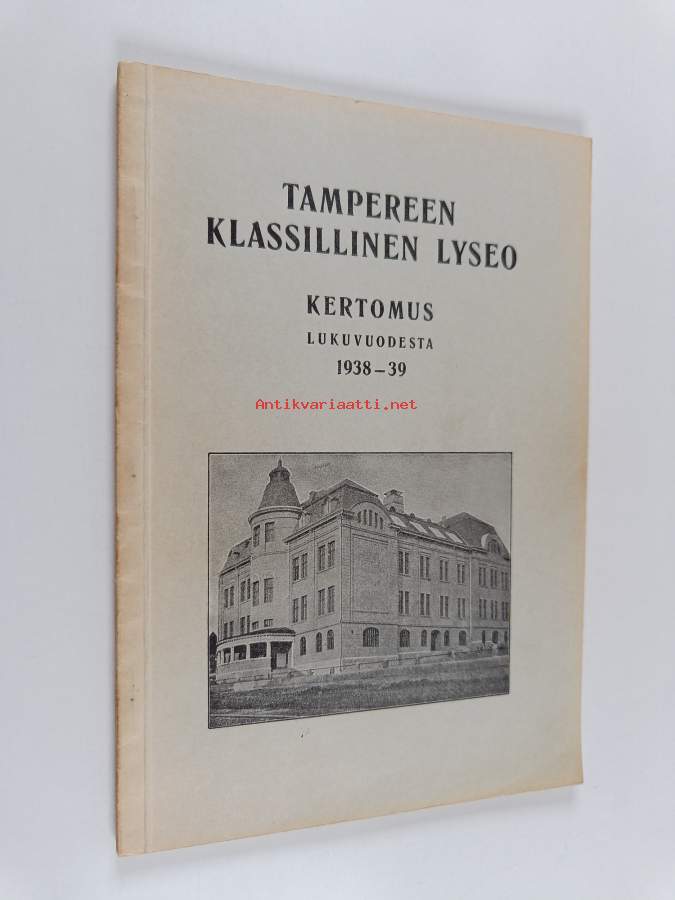 TAMPEREEN
KLASSILLINEN LYSEO
KERTOMUS
LUKUVUODESTA
1938–39
Antikvariaatti.net